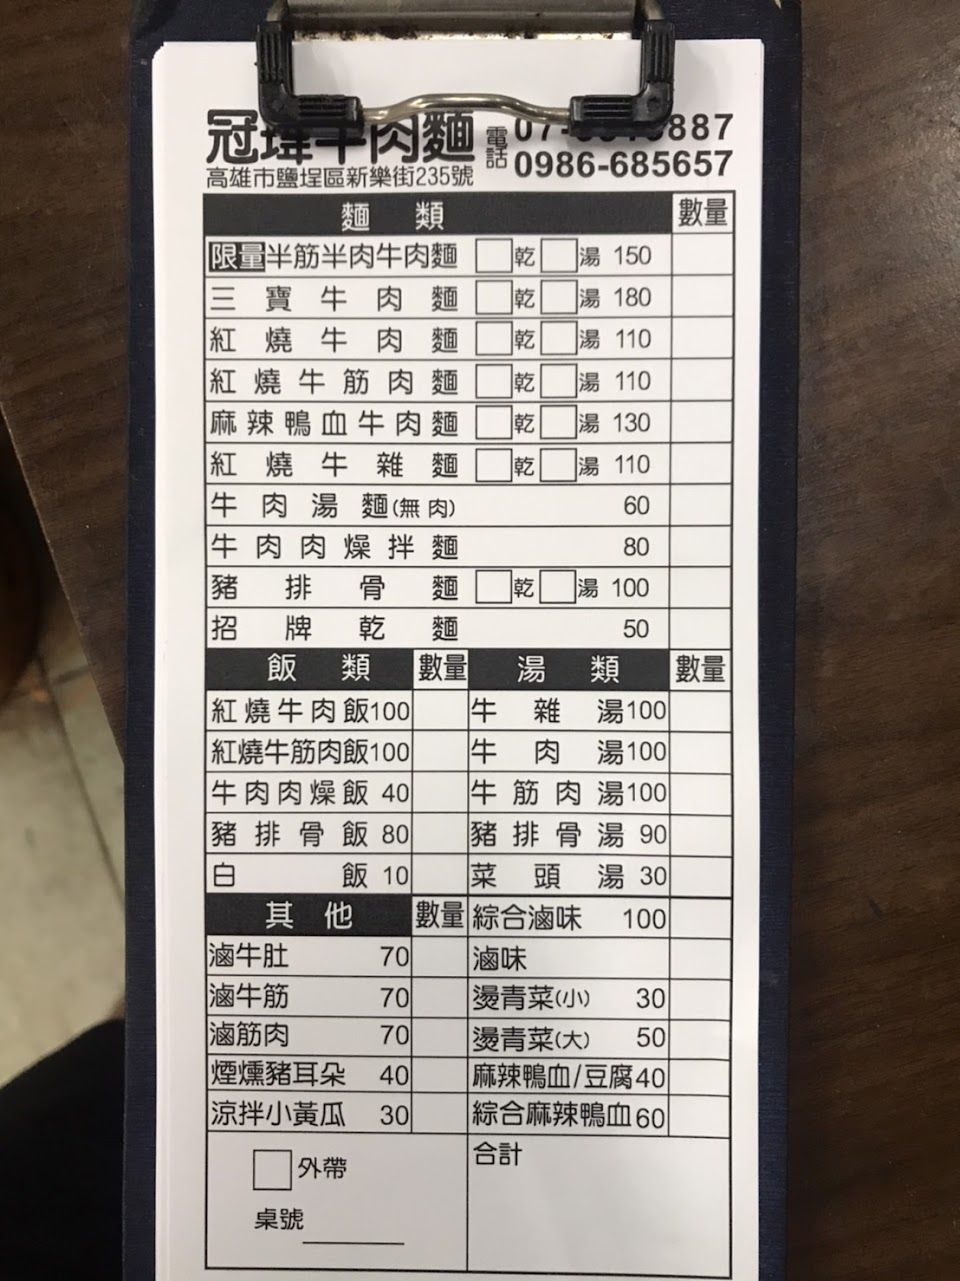 冠瑋牛肉麵
電話
0986-685657
高雄市鹽埕區新樂街235號
麵 類 數量
限量半筋半肉牛肉麵 乾 湯 150
三寶牛肉麵 乾 湯 180
紅燒牛肉麵 乾 湯 110
紅燒牛筋肉麵 乾 湯 110
麻辣鴨血牛肉麵 乾 湯 130
紅燒牛雜麵 乾 湯 110
牛肉湯麵(無肉) 60
牛肉肉燥拌麵 80
豬排骨麵 乾 湯 100
招牌乾麵 50
飯 類 數量 湯 類 數量
紅燒牛肉飯100 牛雜湯100
紅燒牛筋肉飯100 牛肉湯100
牛肉肉燥飯 40 牛筋肉湯100
豬排骨飯 80 豬排骨湯 90
白飯 10 菜頭湯 30
其 他 數量 綜合滷味 100
滷牛肚 70 滷味
滷牛筋 70 燙青菜(小) 30
滷筋肉 70 燙青菜(大) 50
煙燻豬耳朵 40 麻辣鴨血/豆腐40
涼拌小黃瓜 30 綜合麻辣鴨血60
外帶 合計
桌號